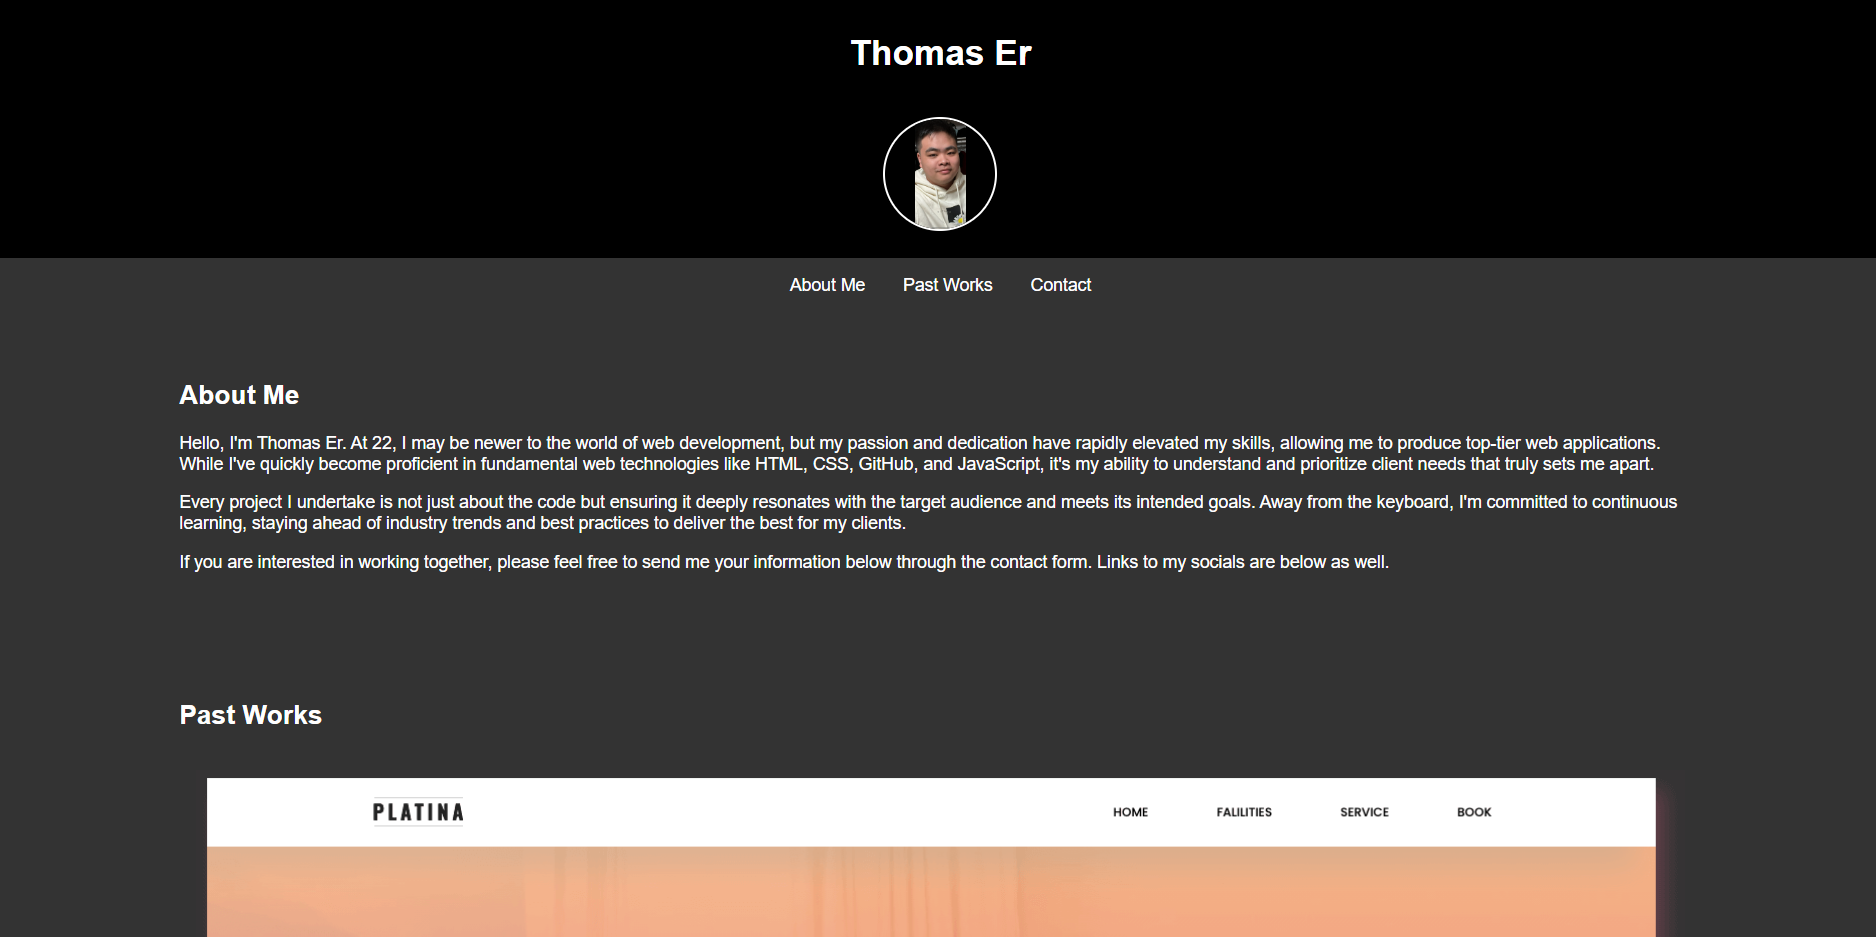 Thomas Er
About Me Past Works Contact
About Me
Hello, I'm Thomas Er. At 22, I may be newer to the world of web development, but my passion and dedication have rapidly elevated my skills, allowing me to produce top-tier web applications.
While I've quickly become proficient in fundamental web technologies like HTML, CSS, GitHub, and JavaScript, it's my ability to understand and prioritize client needs that truly sets me apart.
Every project I undertake is not just about the code but ensuring it deeply resonates with the target audience and meets its intended goals. Away from the keyboard, I'm committed to continuous
learning, staying ahead of industry trends and best practices to deliver the best for my clients.
If you are interested in working together, please feel free to send me your information below through the contact form. Links to my socials are below as well.
Past Works
PLATINA HOME FALILITIES SERVICE BOOK